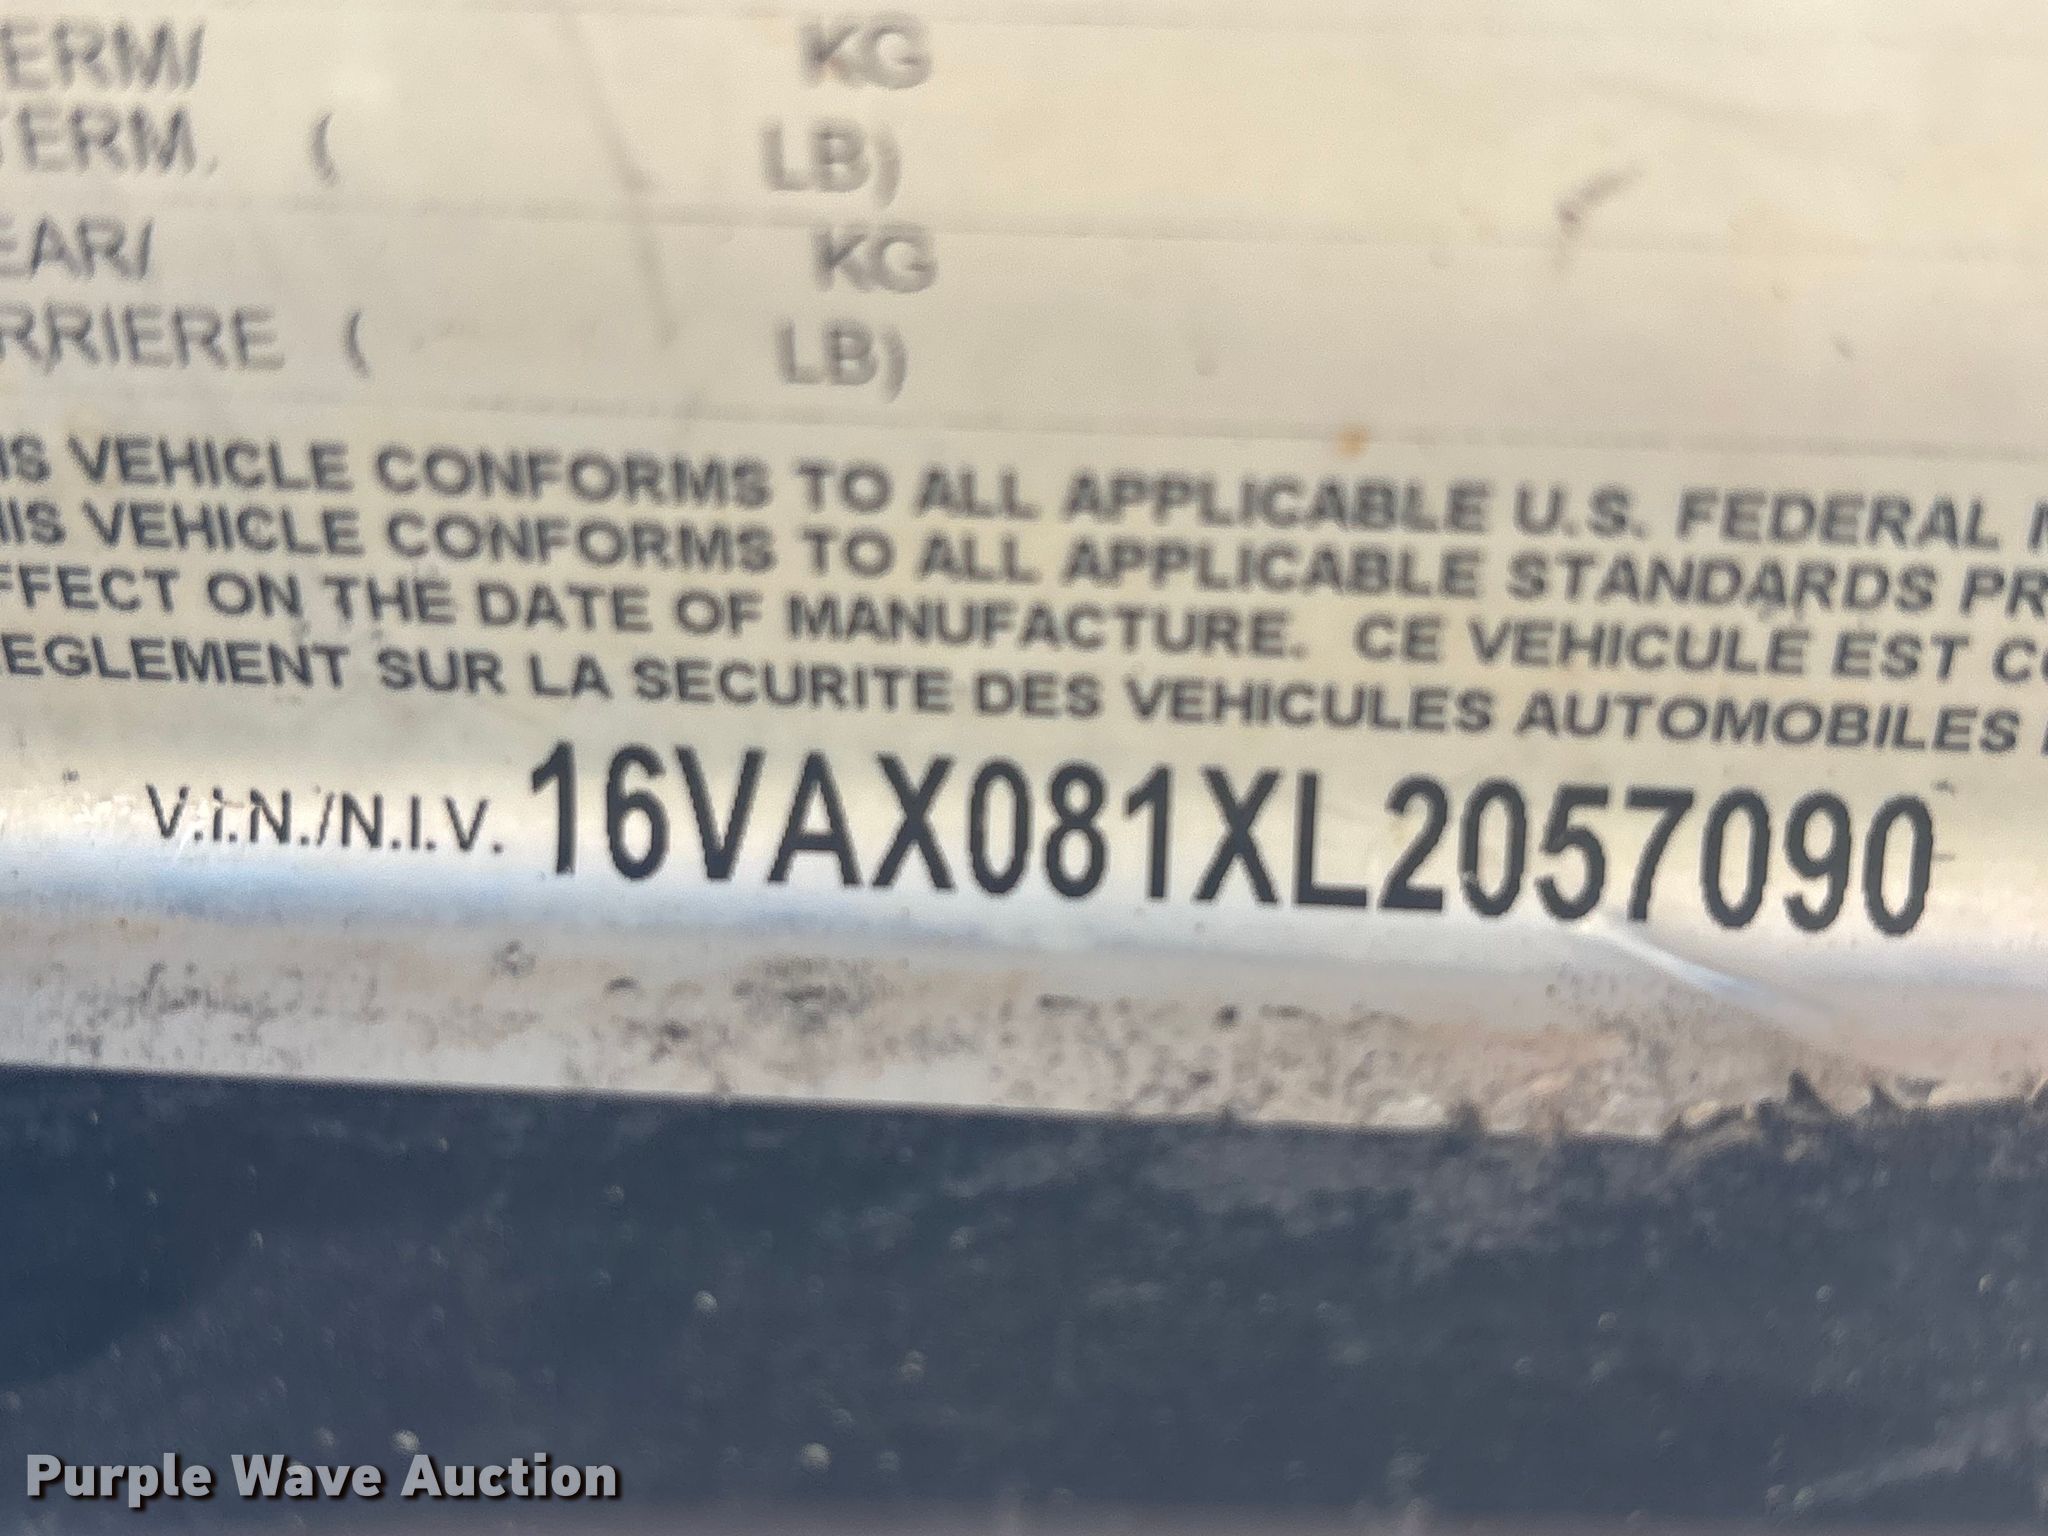 ERM/ KG
TERM. ( LB)
EAR/ KG
RRIERE ( LB)
IS VEHICLE CONFORMS TO ALL APPLICABLE U.S. FEDERAL
HIS VEHICLE CONFORMS TO ALL APPLICABLE STANDARDS PR
FFECT ON THE DATE OF MANUFACTURE. CE VEHICULE EST C
EGLEMENT SUR LA SECURITE DES VEHICULES AUTOMOBILES
V.I.N./N.I.V. 16VAX081XL2057090
Purple Wave Auction